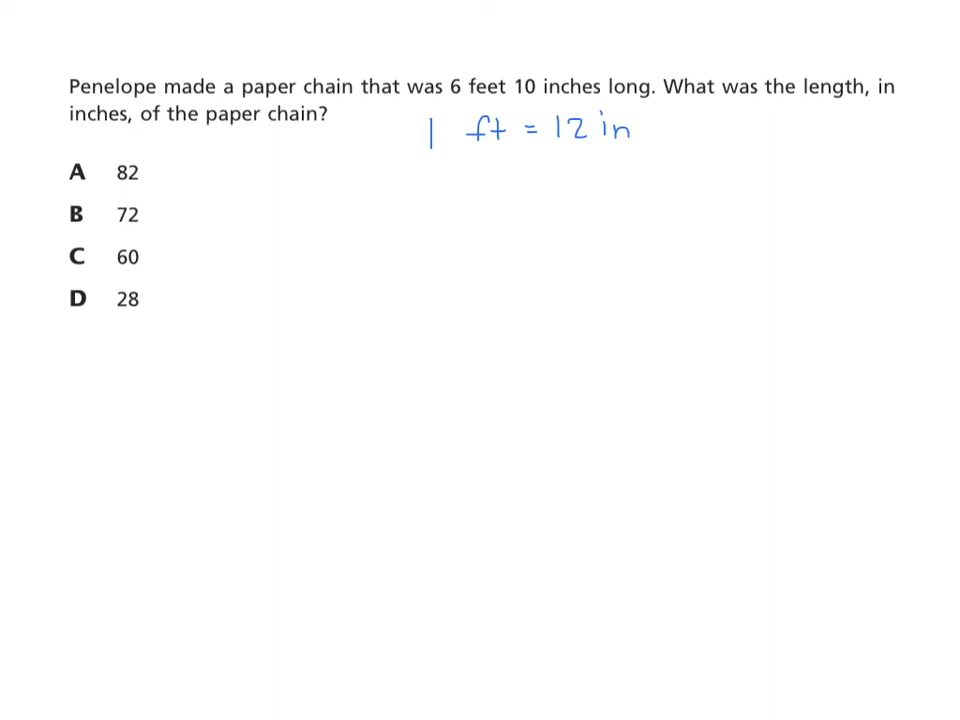 Penelope made a paper chain that was 6 feet 10 inches long. What was the length, in
inches, of the paper chain?
1 ft = 12 in
A 82
B 72
C 60
D 28